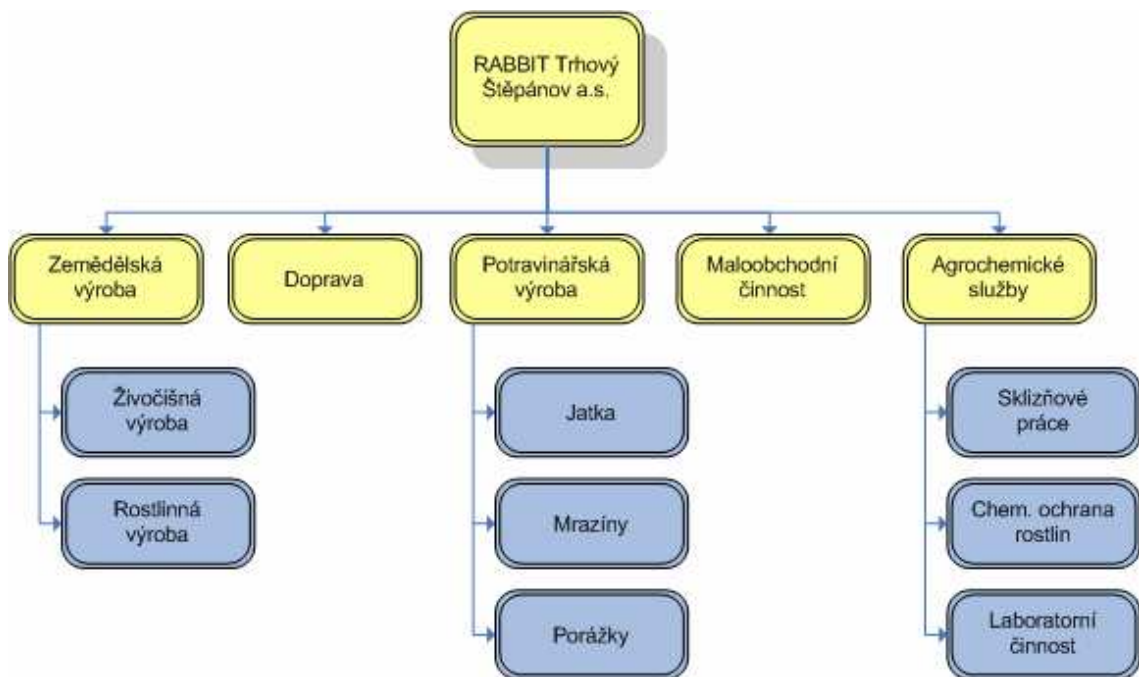 RABBIT Trhový
Štěpánov a.s.
Zemědělská
výroba
Doprava
Potravinářská
výroba
Maloobchodní
činnost
Agrochemické
služby
Živočišná
výroba
Rostlinná
výroba
Jatka
Mrazíny
Porážky
Sklizňové
práce
Chem. ochrana
rostlin
Laboratorní
činnost